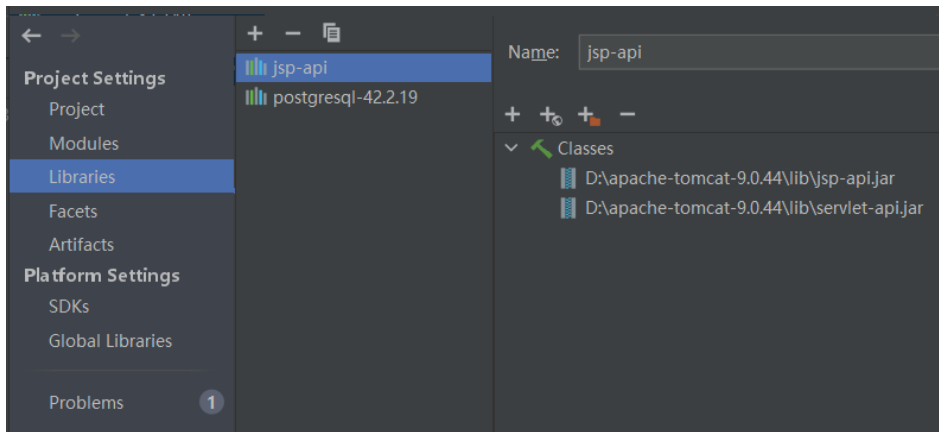 Project Settings
Project
Modules
Libraries
Facets
Artifacts
Platform Settings
SDKs
Global Libraries
Problems 1
jsp-api
postgresql-42.2.19
Name: jsp-api
Classes
D:\apache-tomcat-9.0.44\lib\jsp-api.jar
D:\apache-tomcat-9.0.44\lib\servlet-api.jar